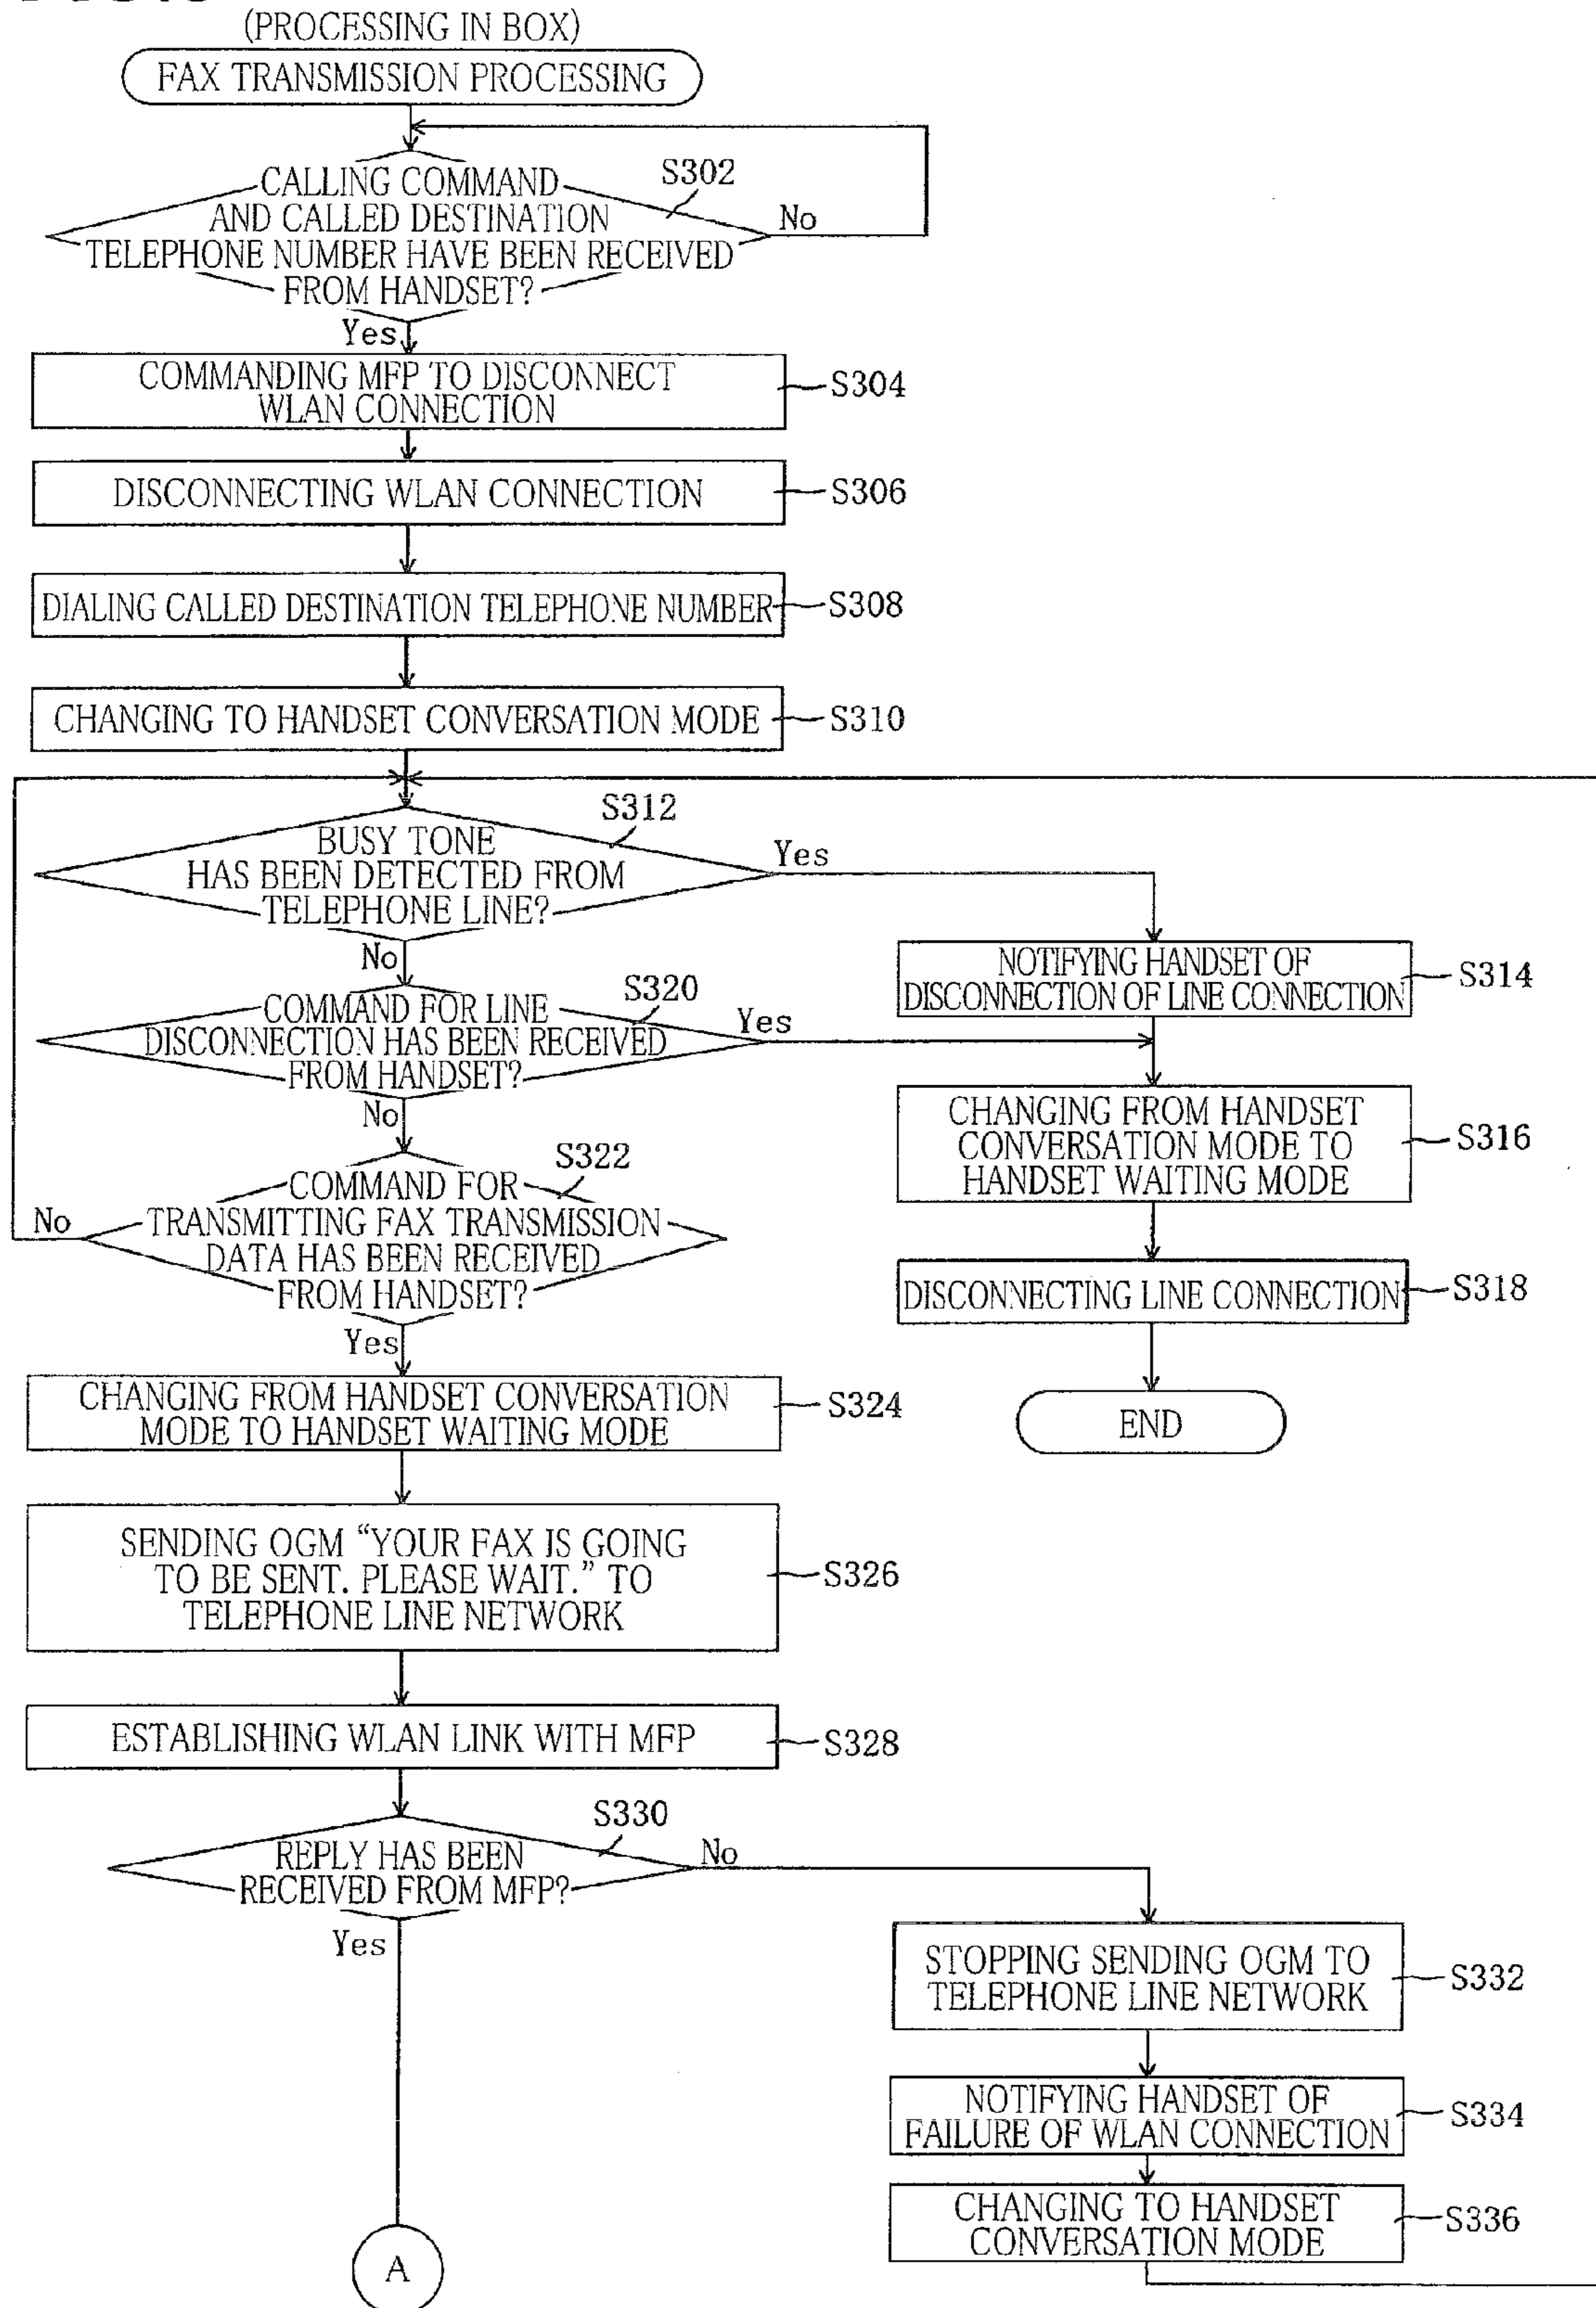 (PROCESSING IN BOX)
FAX TRANSMISSION PROCESSING
CALLING COMMAND
AND CALLED DESTINATION
TELEPHONE NUMBER HAVE BEEN RECEIVED
FROM HANDSET?
S302
No
Yes
COMMANDING MFP TO DISCONNECT
WLAN CONNECTION
S304
DISCONNECTING WLAN CONNECTION
S306
DIALING CALLED DESTINATION TELEPHONE NUMBER
S308
CHANGING TO HANDSET CONVERSATION MODE
S310
BUSY TONE
HAS BEEN DETECTED FROM
TELEPHONE LINE?
S312
Yes
No
NOTIFYING HANDSET OF
DISCONNECTION OF LINE CONNECTION
S314
COMMAND FOR LINE
DISCONNECTION HAS BEEN RECEIVED
FROM HANDSET?
S320
Yes
No
CHANGING FROM HANDSET
CONVERSATION MODE TO
HANDSET WAITING MODE
S316
COMMAND FOR
TRANSMITTING FAX TRANSMISSION
DATA HAS BEEN RECEIVED
FROM HANDSET?
S322
No
Yes
DISCONNECTING LINE CONNECTION
S318
END
CHANGING FROM HANDSET CONVERSATION
MODE TO HANDSET WAITING MODE
S324
SENDING OGM “YOUR FAX IS GOING
TO BE SENT. PLEASE WAIT.” TO
TELEPHONE LINE NETWORK
S326
ESTABLISHING WLAN LINK WITH MFP
S328
REPLY HAS BEEN
RECEIVED FROM MFP?
S330
No
Yes
STOPPING SENDING OGM TO
TELEPHONE LINE NETWORK
S332
NOTIFYING HANDSET OF
FAILURE OF WLAN CONNECTION
S334
CHANGING TO HANDSET
CONVERSATION MODE
S336
A